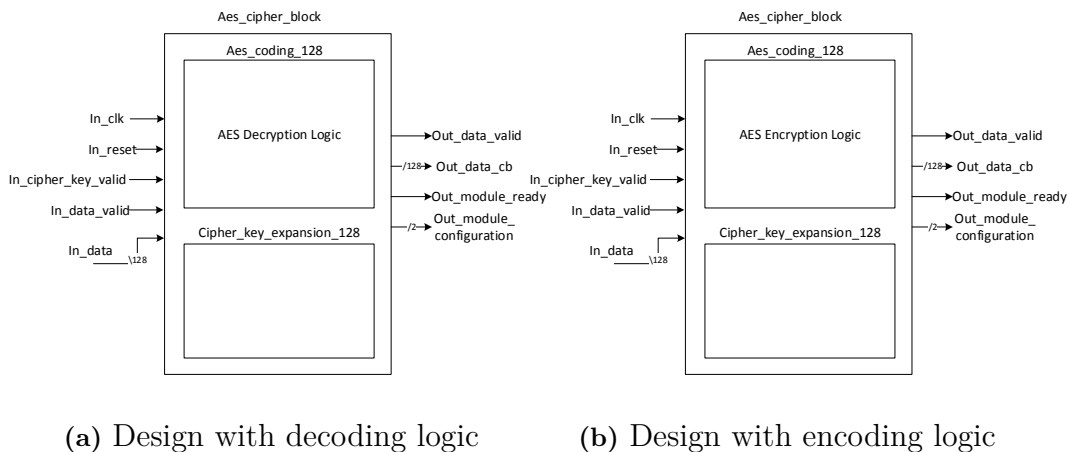 Aes_cipher_block
Aes_coding_128
AES Decryption Logic
In_clk
In_reset
In_cipher_key_valid
In_data_valid
In_data
\128
Out_data_valid
/128
Out_data_cb
Out_module_ready
/2
Out_module_
configuration
Cipher_key_expansion_128
(a) Design with decoding logic
Aes_cipher_block
Aes_coding_128
AES Encryption Logic
In_clk
In_reset
In_cipher_key_valid
In_data_valid
In_data
\128
Out_data_valid
/128
Out_data_cb
Out_module_ready
/2
Out_module_
configuration
Cipher_key_expansion_128
(b) Design with encoding logic